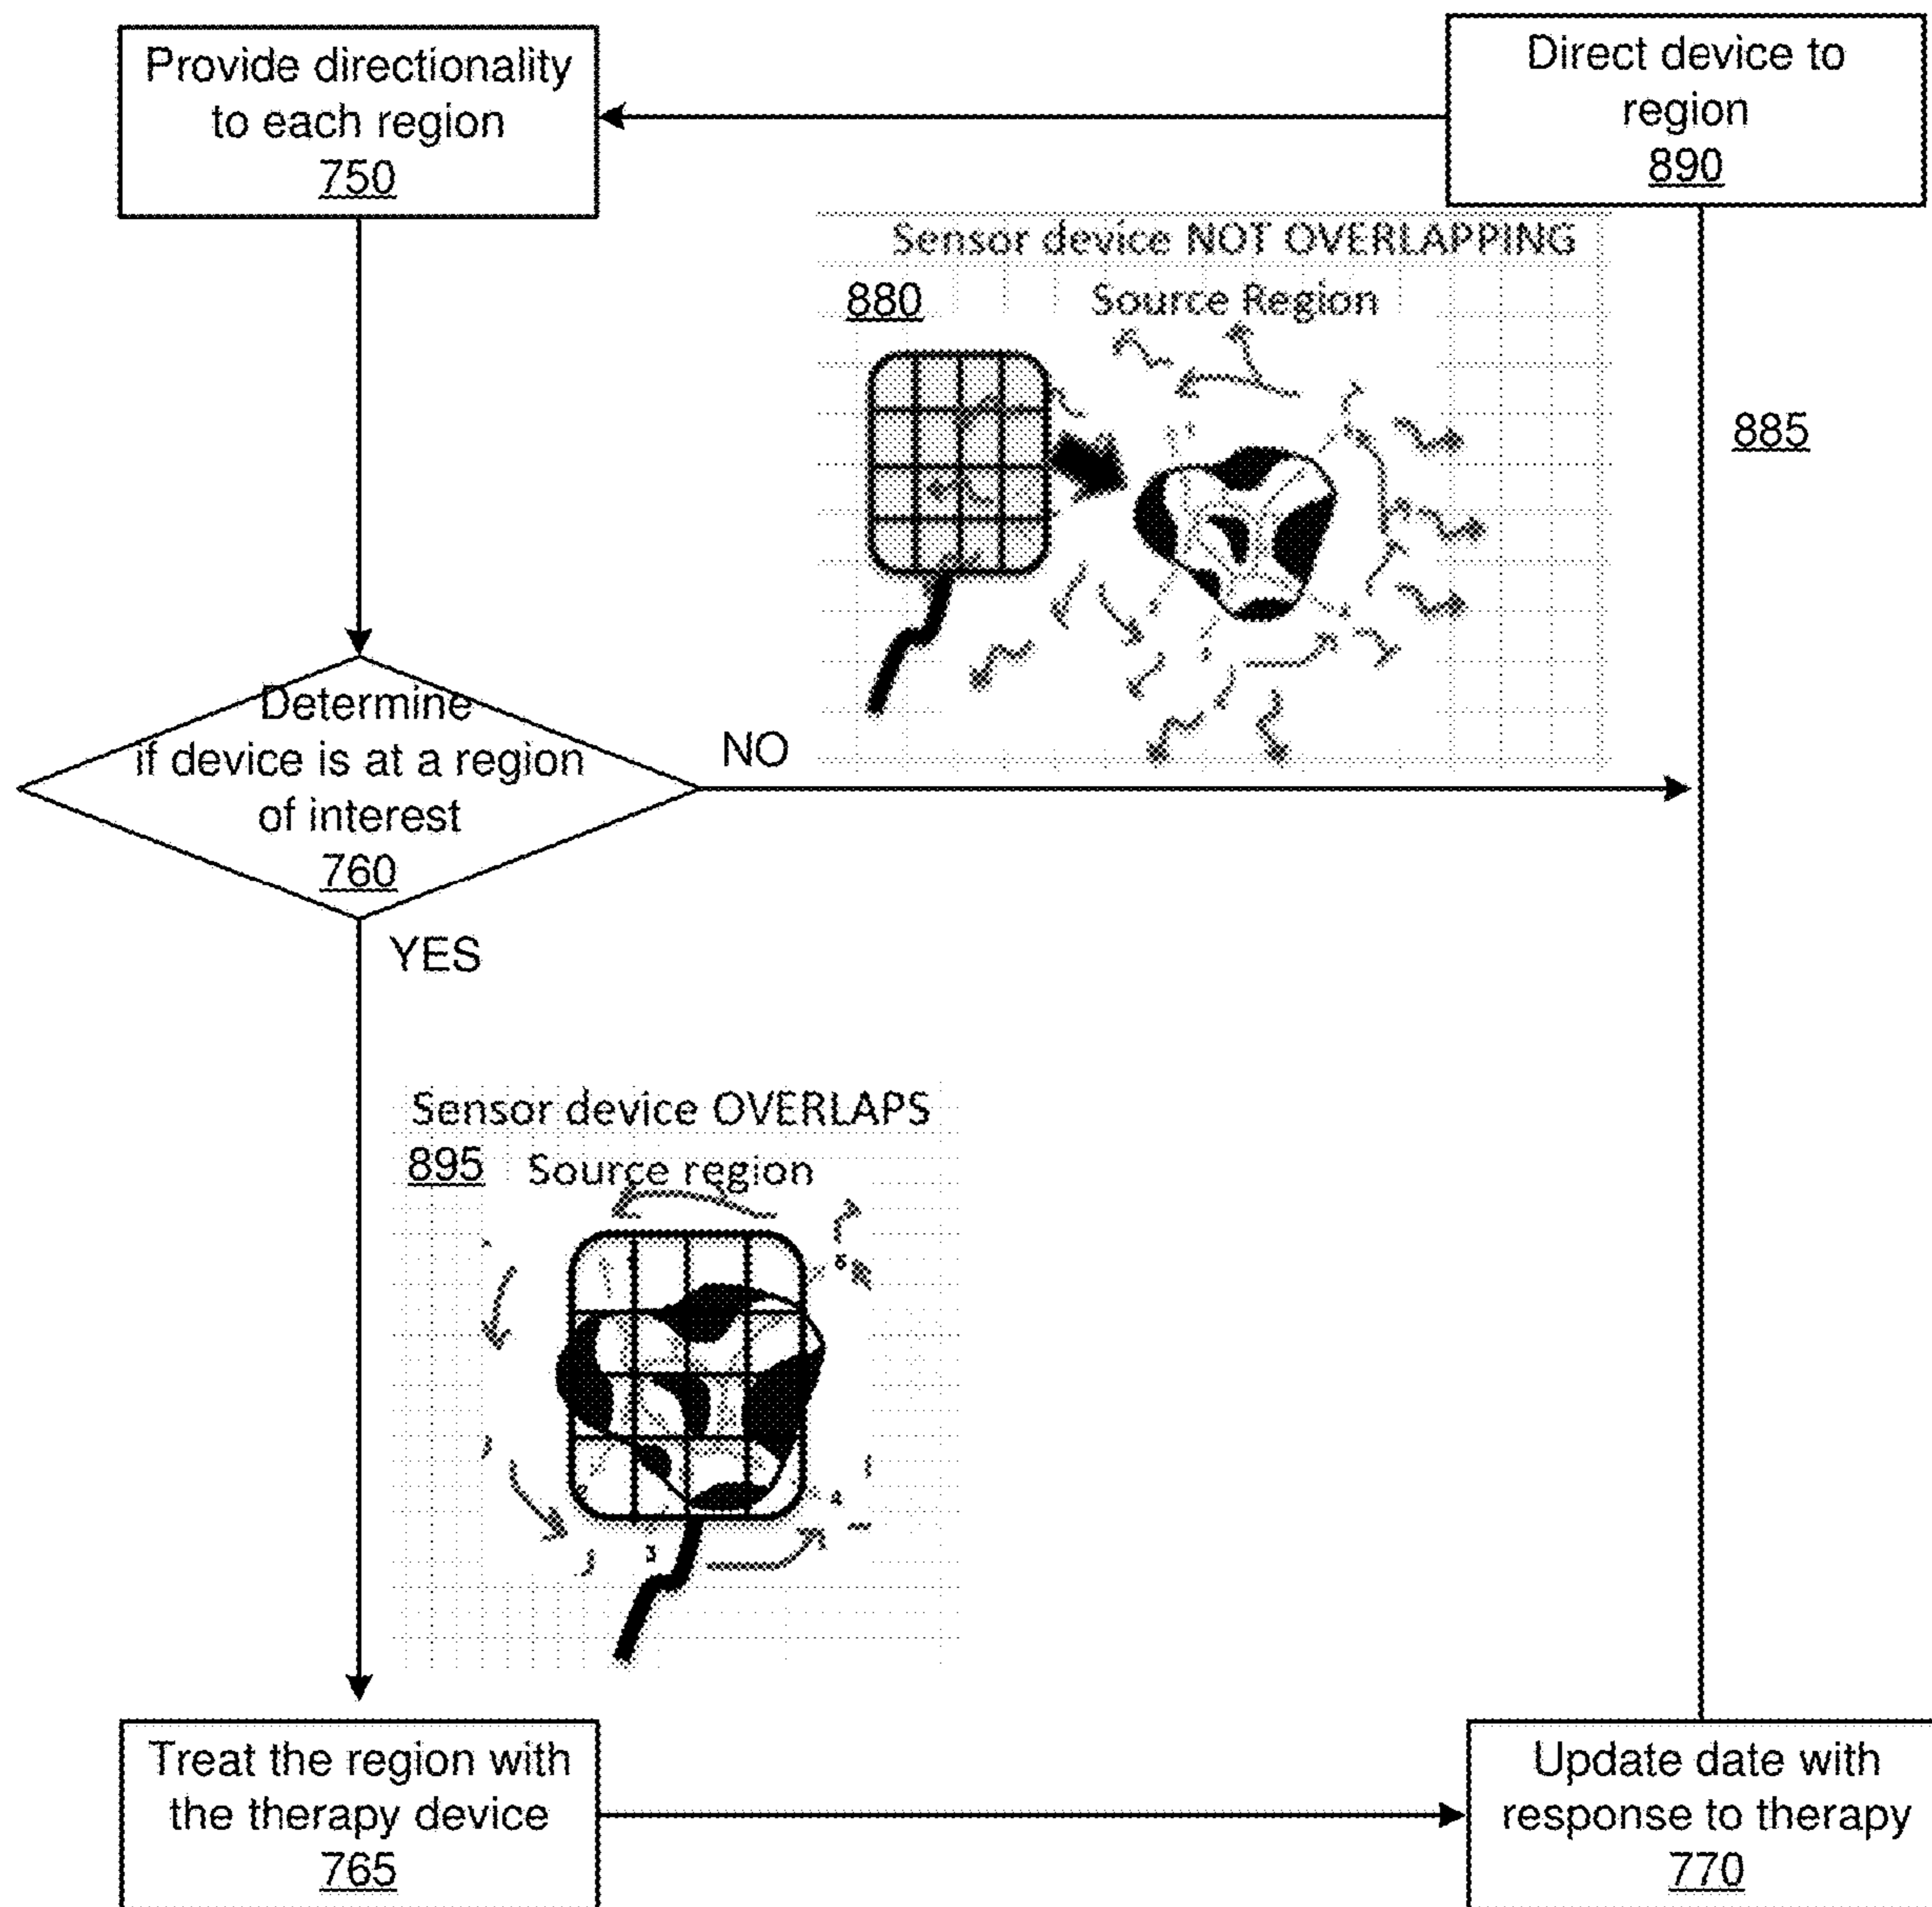 Provide directionality
to each region
750
Direct device to
region
890
Sensor device NOT OVERLAPPING
880
Source Region
885
Determine
if device is at a region
of interest
760
NO
YES
Sensor device OVERLAPS
895
Source region
3
Treat the region with
the therapy device
765
Update date with
response to therapy
770